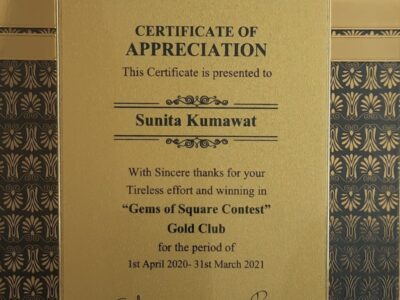 CERTIFICATE OF
APPRECIATION
This Certificate is presented to
Sunita Kumawat
With Sincere thanks for your
Tireless effort and winning in
“Gems of Square Contest”
Gold Club
for the period of
1st April 2020- 31st March 2021